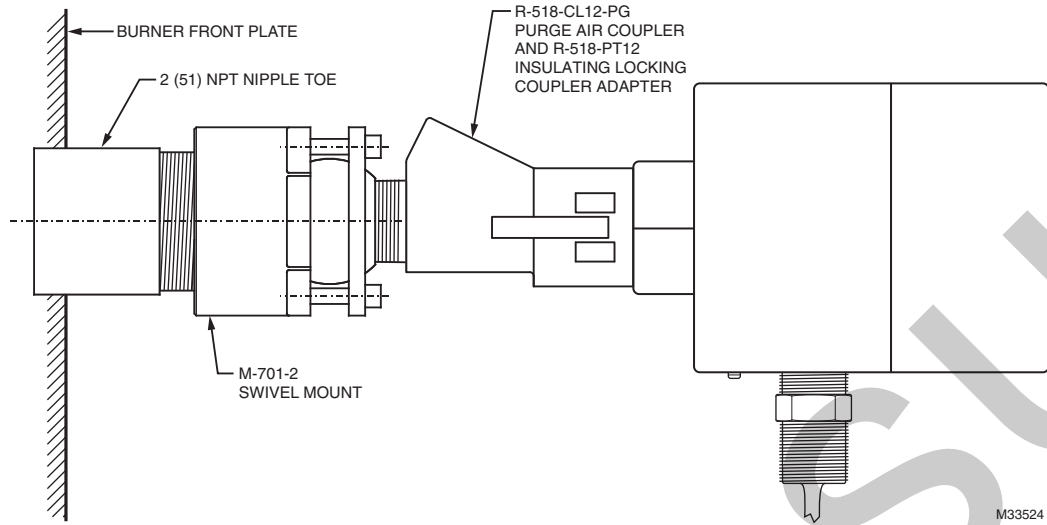 BURNER FRONT PLATE
2 (51) NPT NIPPLE TOE
R-518-CL12-PG
PURGE AIR COUPLER
AND R-518-PT12
INSULATING LOCKING
COUPLER ADAPTER
M-701-2
SWIVEL MOUNT
M33524